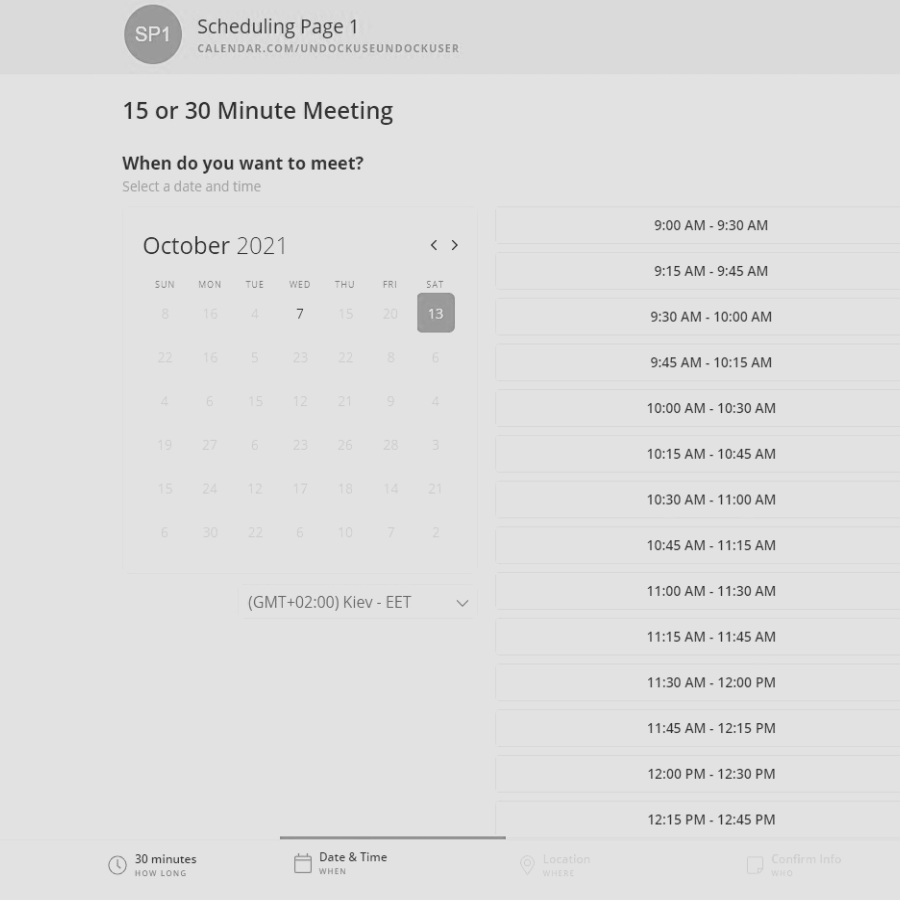 SP1
Scheduling Page 1
CALENDAR.COM/UNDOCKUSEUNDOCKUSER
15 or 30 Minute Meeting
When do you want to meet?
Select a date and time
October 2021
SUN MON TUE WED THU FRI SAT
8 16 4 7 15 20 13
22 16 5 23 22 8 6
4 6 15 12 21 9 4
19 27 6 23 26 28 3
15 24 12 17 18 14 21
6 30 22 6 10 7 2
(GMT+02:00) Kiev - EET
9:00 AM - 9:30 AM
9:15 AM - 9:45 AM
9:30 AM - 10:00 AM
9:45 AM - 10:15 AM
10:00 AM - 10:30 AM
10:15 AM - 10:45 AM
10:30 AM - 11:00 AM
10:45 AM - 11:15 AM
11:00 AM - 11:30 AM
11:15 AM - 11:45 AM
11:30 AM - 12:00 PM
11:45 AM - 12:15 PM
12:00 PM - 12:30 PM
12:15 PM - 12:45 PM
30 minutes
HOW LONG
Date & Time
WHEN
Location
WHERE
Confirm Info
WHO